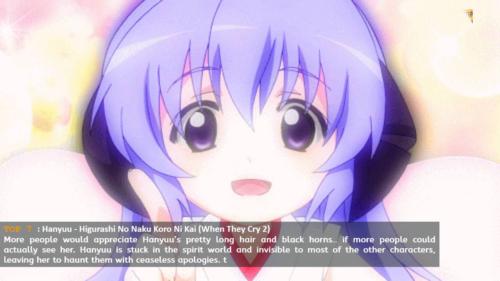 TOP 7 : Hanyuu - Higurashi No Naku Koro Ni Kai (When They Cry 2)
More people would appreciate Hanyuu's pretty long hair and black horns.. if more people could
actually see her. Hanyuu is stuck in the spirit world and invisible to most of the other characters,
leaving her to haunt them with ceaseless apologies. t